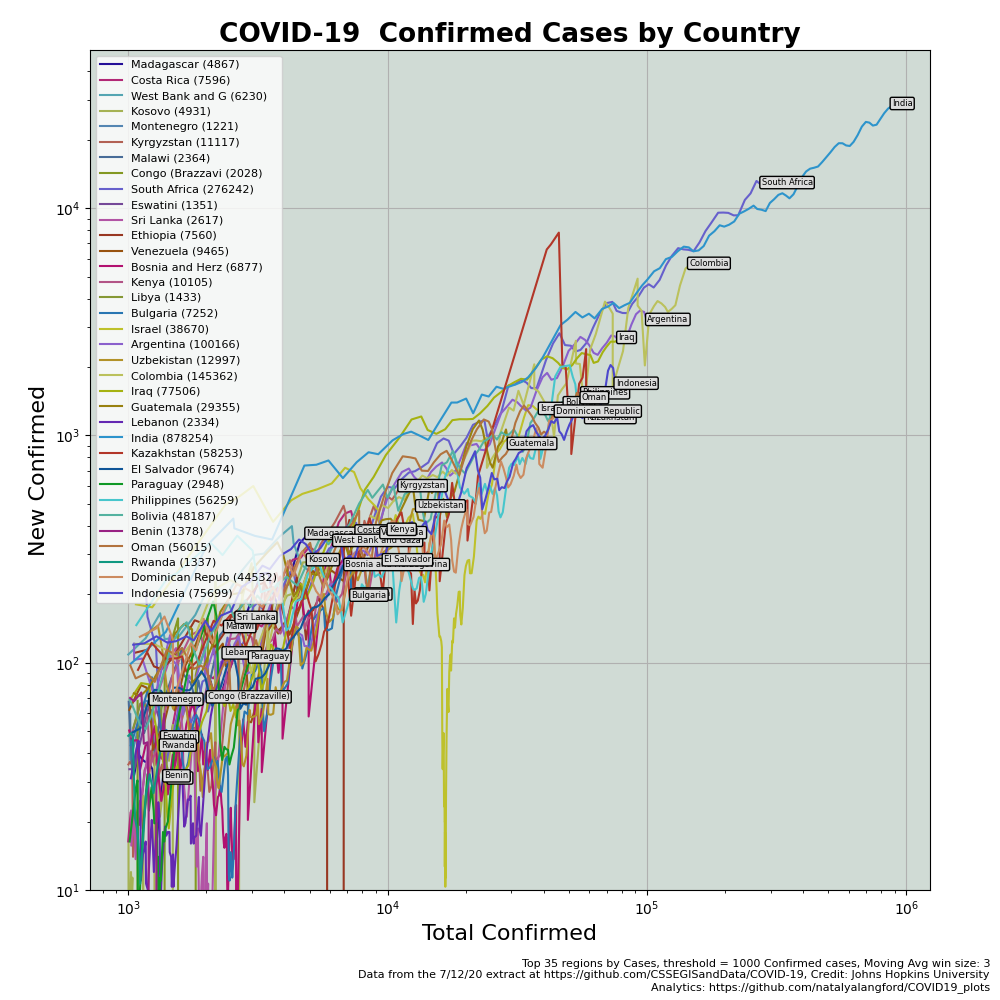 COVID-19  Confirmed Cases by Country
Madagascar (4867)
Costa Rica (7596)
West Bank and G (6230)
Kosovo (4931)
Montenegro (1221)
Kyrgyzstan (11117)
Malawi (2364)
Congo (Brazzavi (2028)
South Africa (276242)
Eswatini (1351)
Sri Lanka (2617)
Ethiopia (7560)
Venezuela (9465)
Bosnia and Herz (6877)
Kenya (10105)
Libya (1433)
Bulgaria (7252)
Israel (38670)
Argentina (100166)
Uzbekistan (12997)
Colombia (145362)
Iraq (77506)
Guatemala (29355)
Lebanon (2334)
India (878254)
Kazakhstan (58253)
El Salvador (9674)
Paraguay (2948)
Philippines (56259)
Bolivia (48187)
Benin (1378)
Oman (56015)
Rwanda (1337)
Dominican Repub (44532)
Indonesia (75699)
India
South Africa
Colombia
Argentina
Iraq
Indonesia
Oman
Dominican Republic
Guatemala
Kyrgyzstan
Uzbekistan
Kenya
West Bank and Gaza
Kosovo
El Salvador
Bulgaria
Sri Lanka
Malawi
Paraguay
Montenegro
Congo (Brazzaville)
Eswatini
Rwanda
Benin
New Confirmed
10⁴
10³
10²
10¹
10³ 10⁴ 10⁵ 10⁶
Total Confirmed
Top 35 regions by Cases, threshold = 1000 Confirmed cases, Moving Avg win size: 3
Data from the 7/12/20 extract at https://github.com/CSSEGISandData/COVID-19, Credit: Johns Hopkins University
Analytics: https://github.com/natalyalangford/COVID19_plots